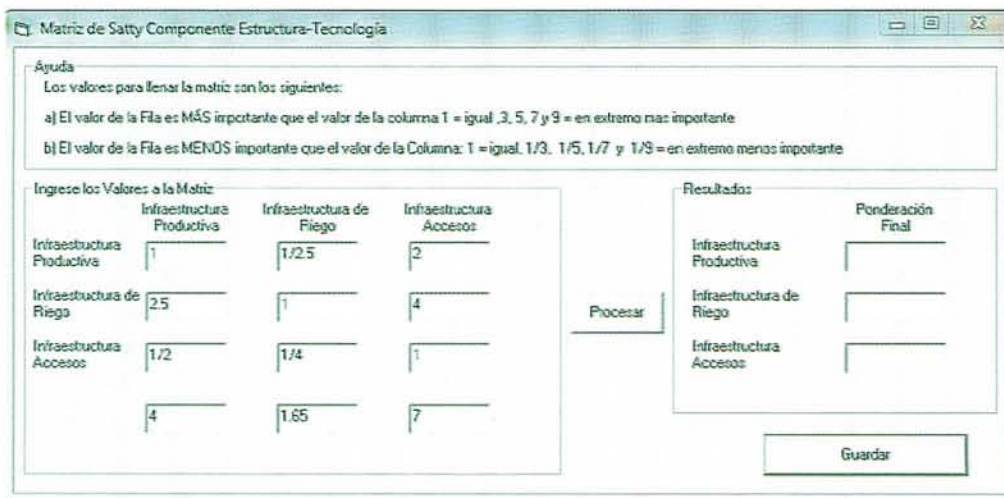 Matriz de Satty Componente Estructura-Tecnología
Ayuda
Los valores para llenar la matriz son los siguientes:
a) El valor de la Fila es MÁS importante que el valor de la columna 1 = igual ,3, 5, 7 y 9 = en extremo mas importante
b) El valor de la Fila es MENOS importante que el valor de la Columna: 1 = igual, 1/3, 1/5, 1/7 y 1/9 = en extremo menos importante
Ingrese los Valores a la Matriz
Infraestructura Productiva
Infraestructura de Riego
Infraestructura Accesos
Infraestructura Productiva
1
1/2.5
2
Infraestructura de Riego
2.5
1
4
Infraestructura Accesos
1/2
1/4
1
4
1.65
7
Procesar
Resultados
Ponderación Final
Infraestructura Productiva
Infraestructura de Riego
Infraestructura Accesos
Guardar